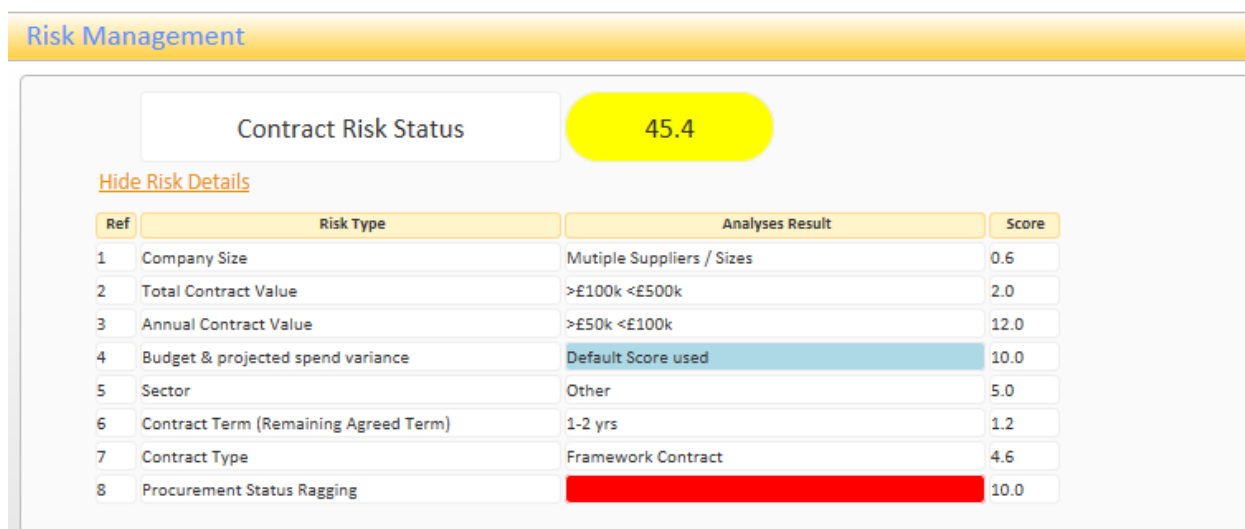 Risk Management
Contract Risk Status 45.4
Hide Risk Details
Ref Risk Type Analyses Result Score
1 Company Size Mutiple Suppliers / Sizes 0.6
2 Total Contract Value >£100k <£500k 2.0
3 Annual Contract Value >£50k <£100k 12.0
4 Budget & projected spend variance Default Score used 10.0
5 Sector Other 5.0
6 Contract Term (Remaining Agreed Term) 1-2 yrs 1.2
7 Contract Type Framework Contract 4.6
8 Procurement Status Ragging 10.0